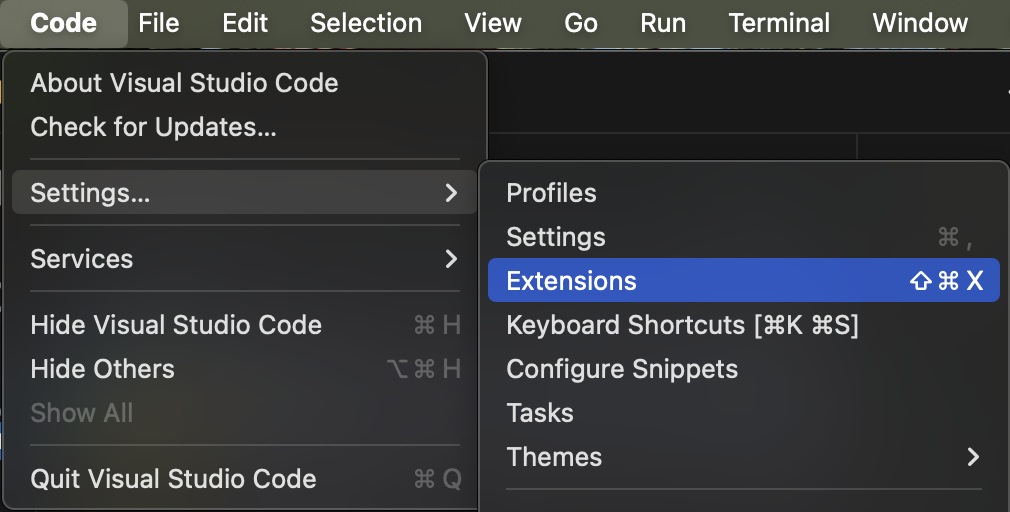 Code File Edit Selection View Go Run Terminal Window
About Visual Studio Code
Check for Updates...
Settings...
Services
Hide Visual Studio Code ⌘ H
Hide Others ⌥ ⌘ H
Show All
Quit Visual Studio Code ⌘ Q
Profiles
Settings ⌘ ,
Extensions ⇧ ⌘ X
Keyboard Shortcuts [⌘K ⌘S]
Configure Snippets
Tasks
Themes